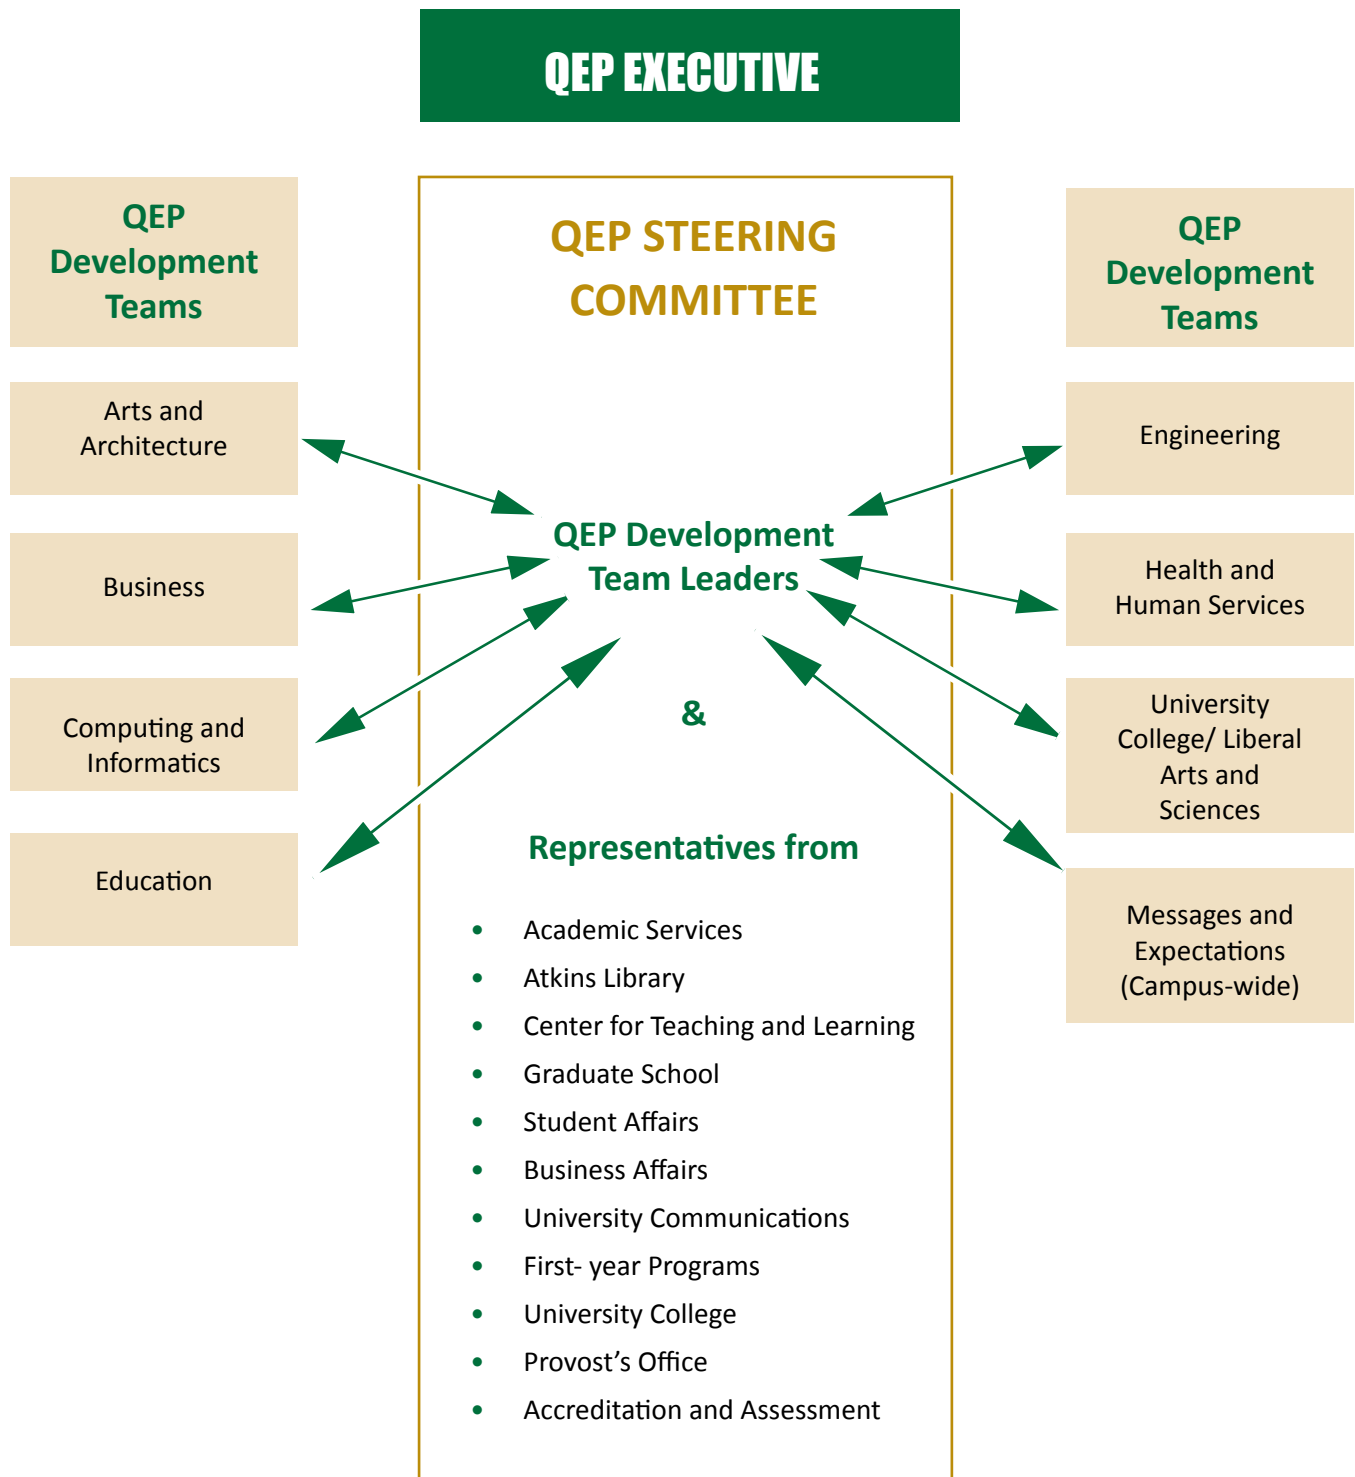 QEP EXECUTIVE
QEP
Development
Teams
Arts and
Architecture
Business
Computing and
Informatics
Education
QEP STEERING
COMMITTEE
QEP Development
Team Leaders
&
Representatives from
• Academic Services
• Atkins Library
• Center for Teaching and Learning
• Graduate School
• Student Affairs
• Business Affairs
• University Communications
• First- year Programs
• University College
• Provost’s Office
• Accreditation and Assessment
QEP
Development
Teams
Engineering
Health and
Human Services
University
College/ Liberal
Arts and
Sciences
Messages and
Expectations
(Campus-wide)